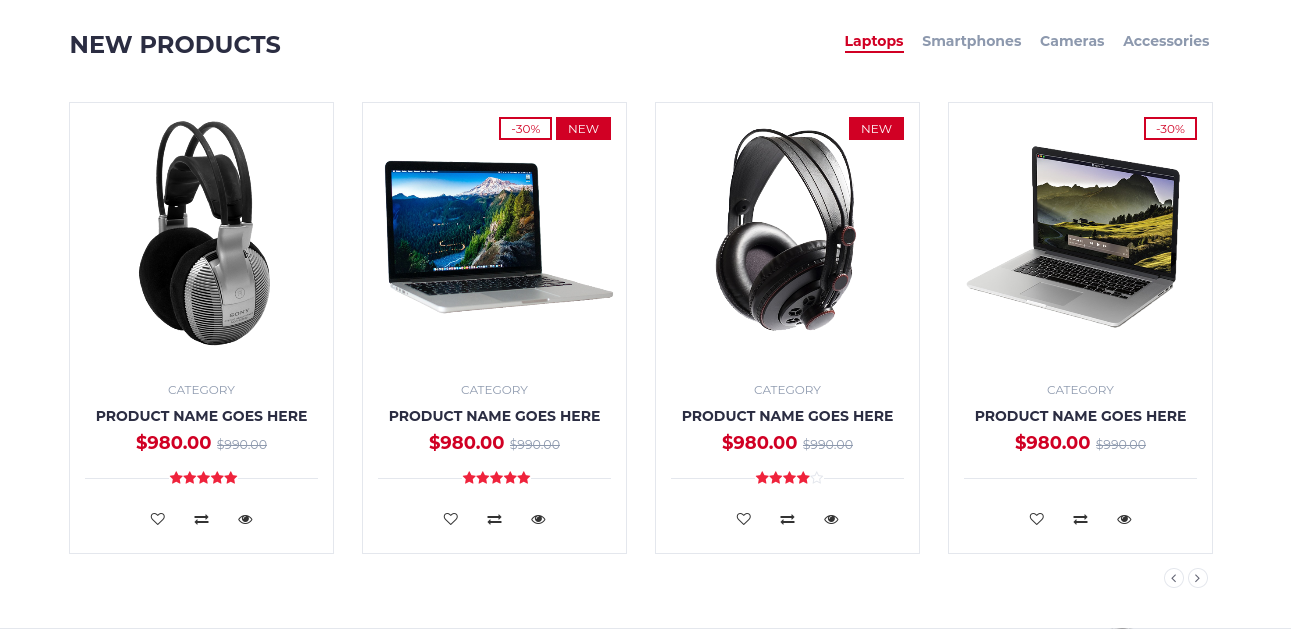 NEW PRODUCTS
Laptops Smartphones Cameras Accessories
SONY
CATEGORY
PRODUCT NAME GOES HERE
$980.00 $990.00
-30% NEW
CATEGORY
PRODUCT NAME GOES HERE
$980.00 $990.00
NEW
CATEGORY
PRODUCT NAME GOES HERE
$980.00 $990.00
-30%
CATEGORY
PRODUCT NAME GOES HERE
$980.00 $990.00